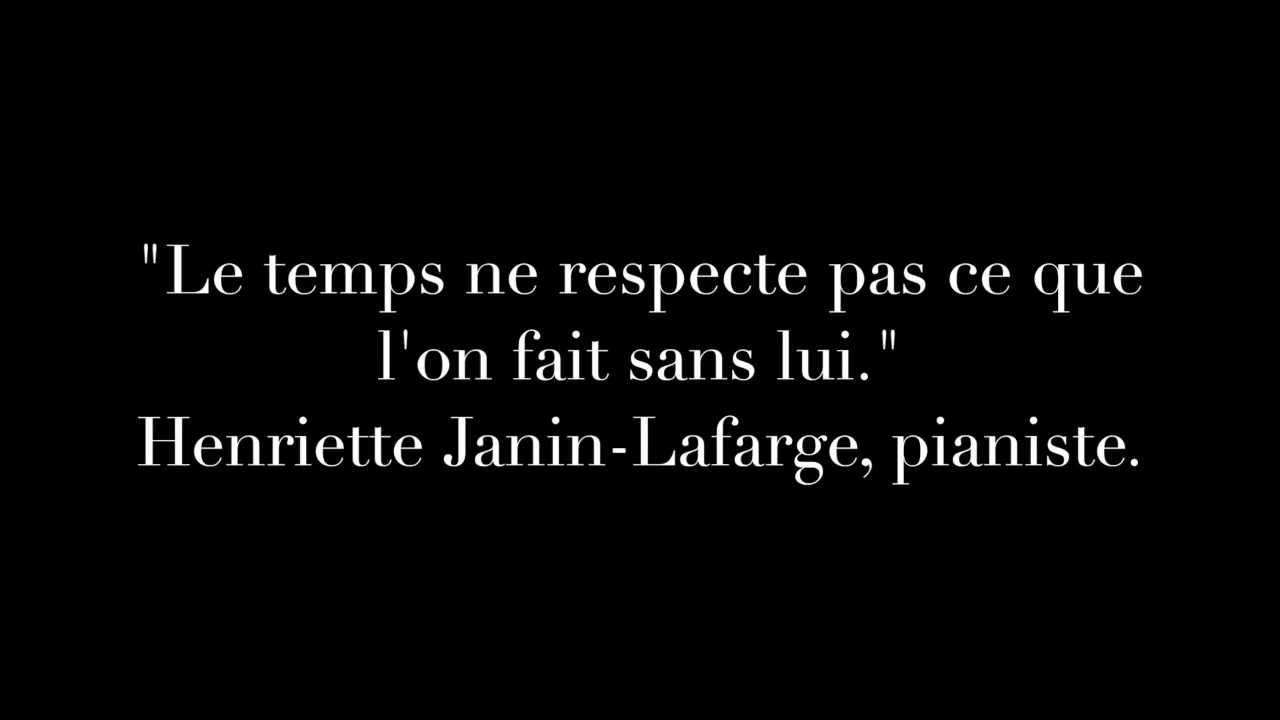 "Le temps ne respecte pas ce que
l'on fait sans lui."
Henriette Janin-Lafarge, pianiste.